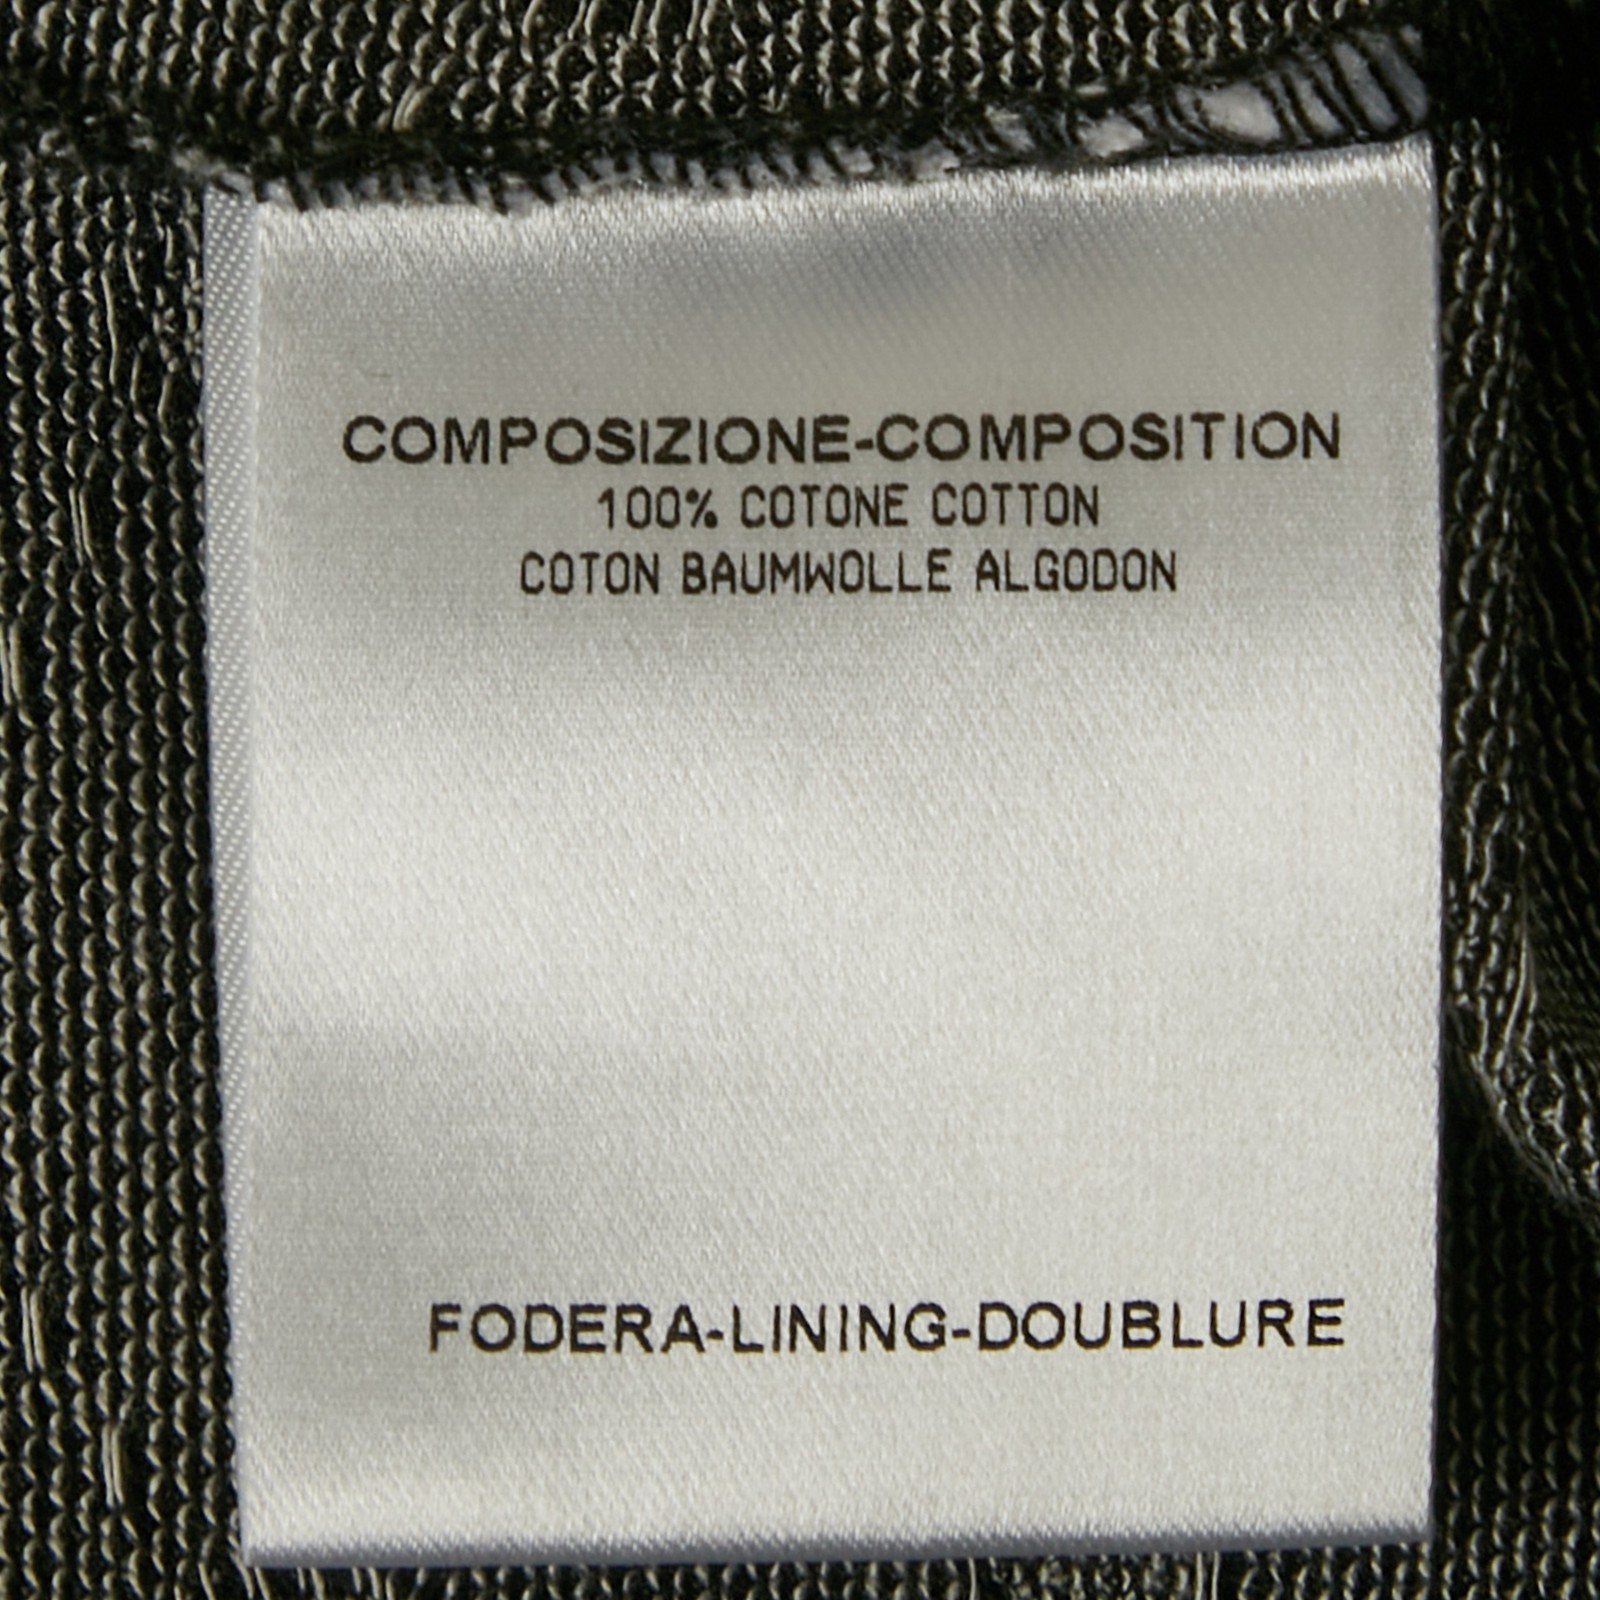 COMPOSIZIONE-COMPOSITION
100% COTONE COTTON
COTON BAUMWOLLE ALGODON
FODERA-LINING-DOUBLURE